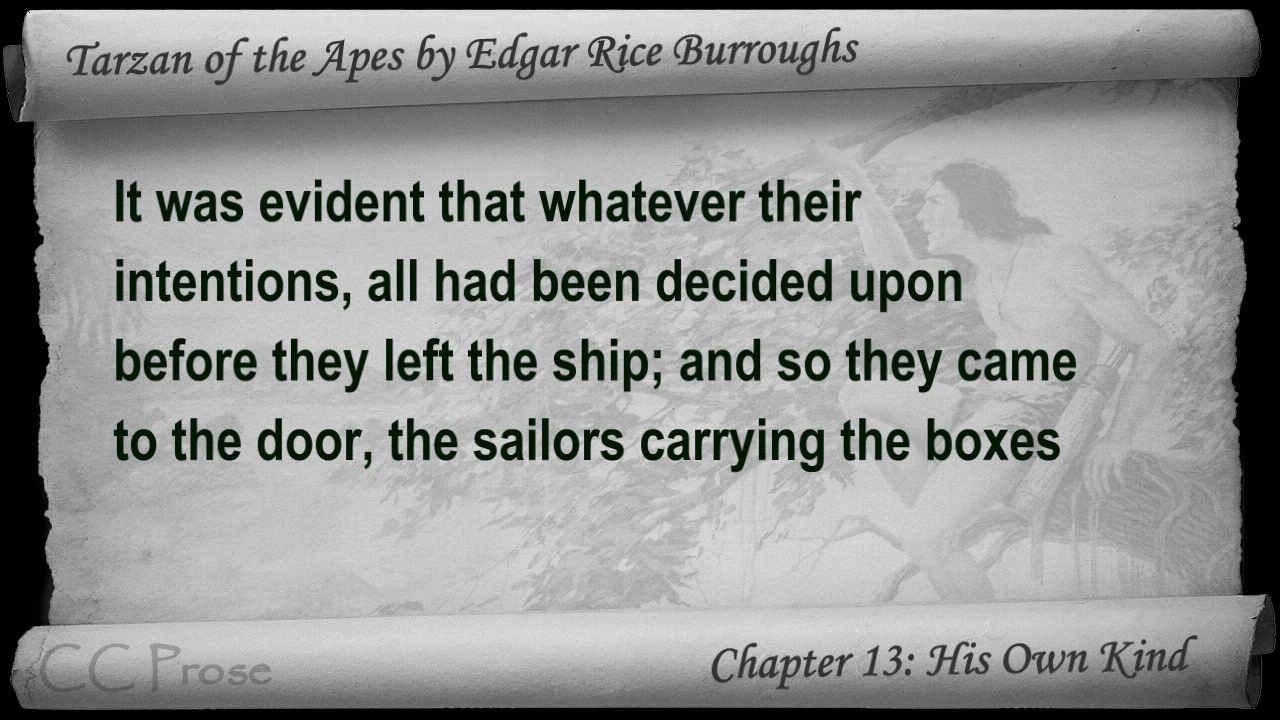 Tarzan of the Apes by Edgar Rice Burroughs
It was evident that whatever their
intentions, all had been decided upon
before they left the ship; and so they came
to the door, the sailors carrying the boxes
CC Prose
Chapter 13: His Own Kind